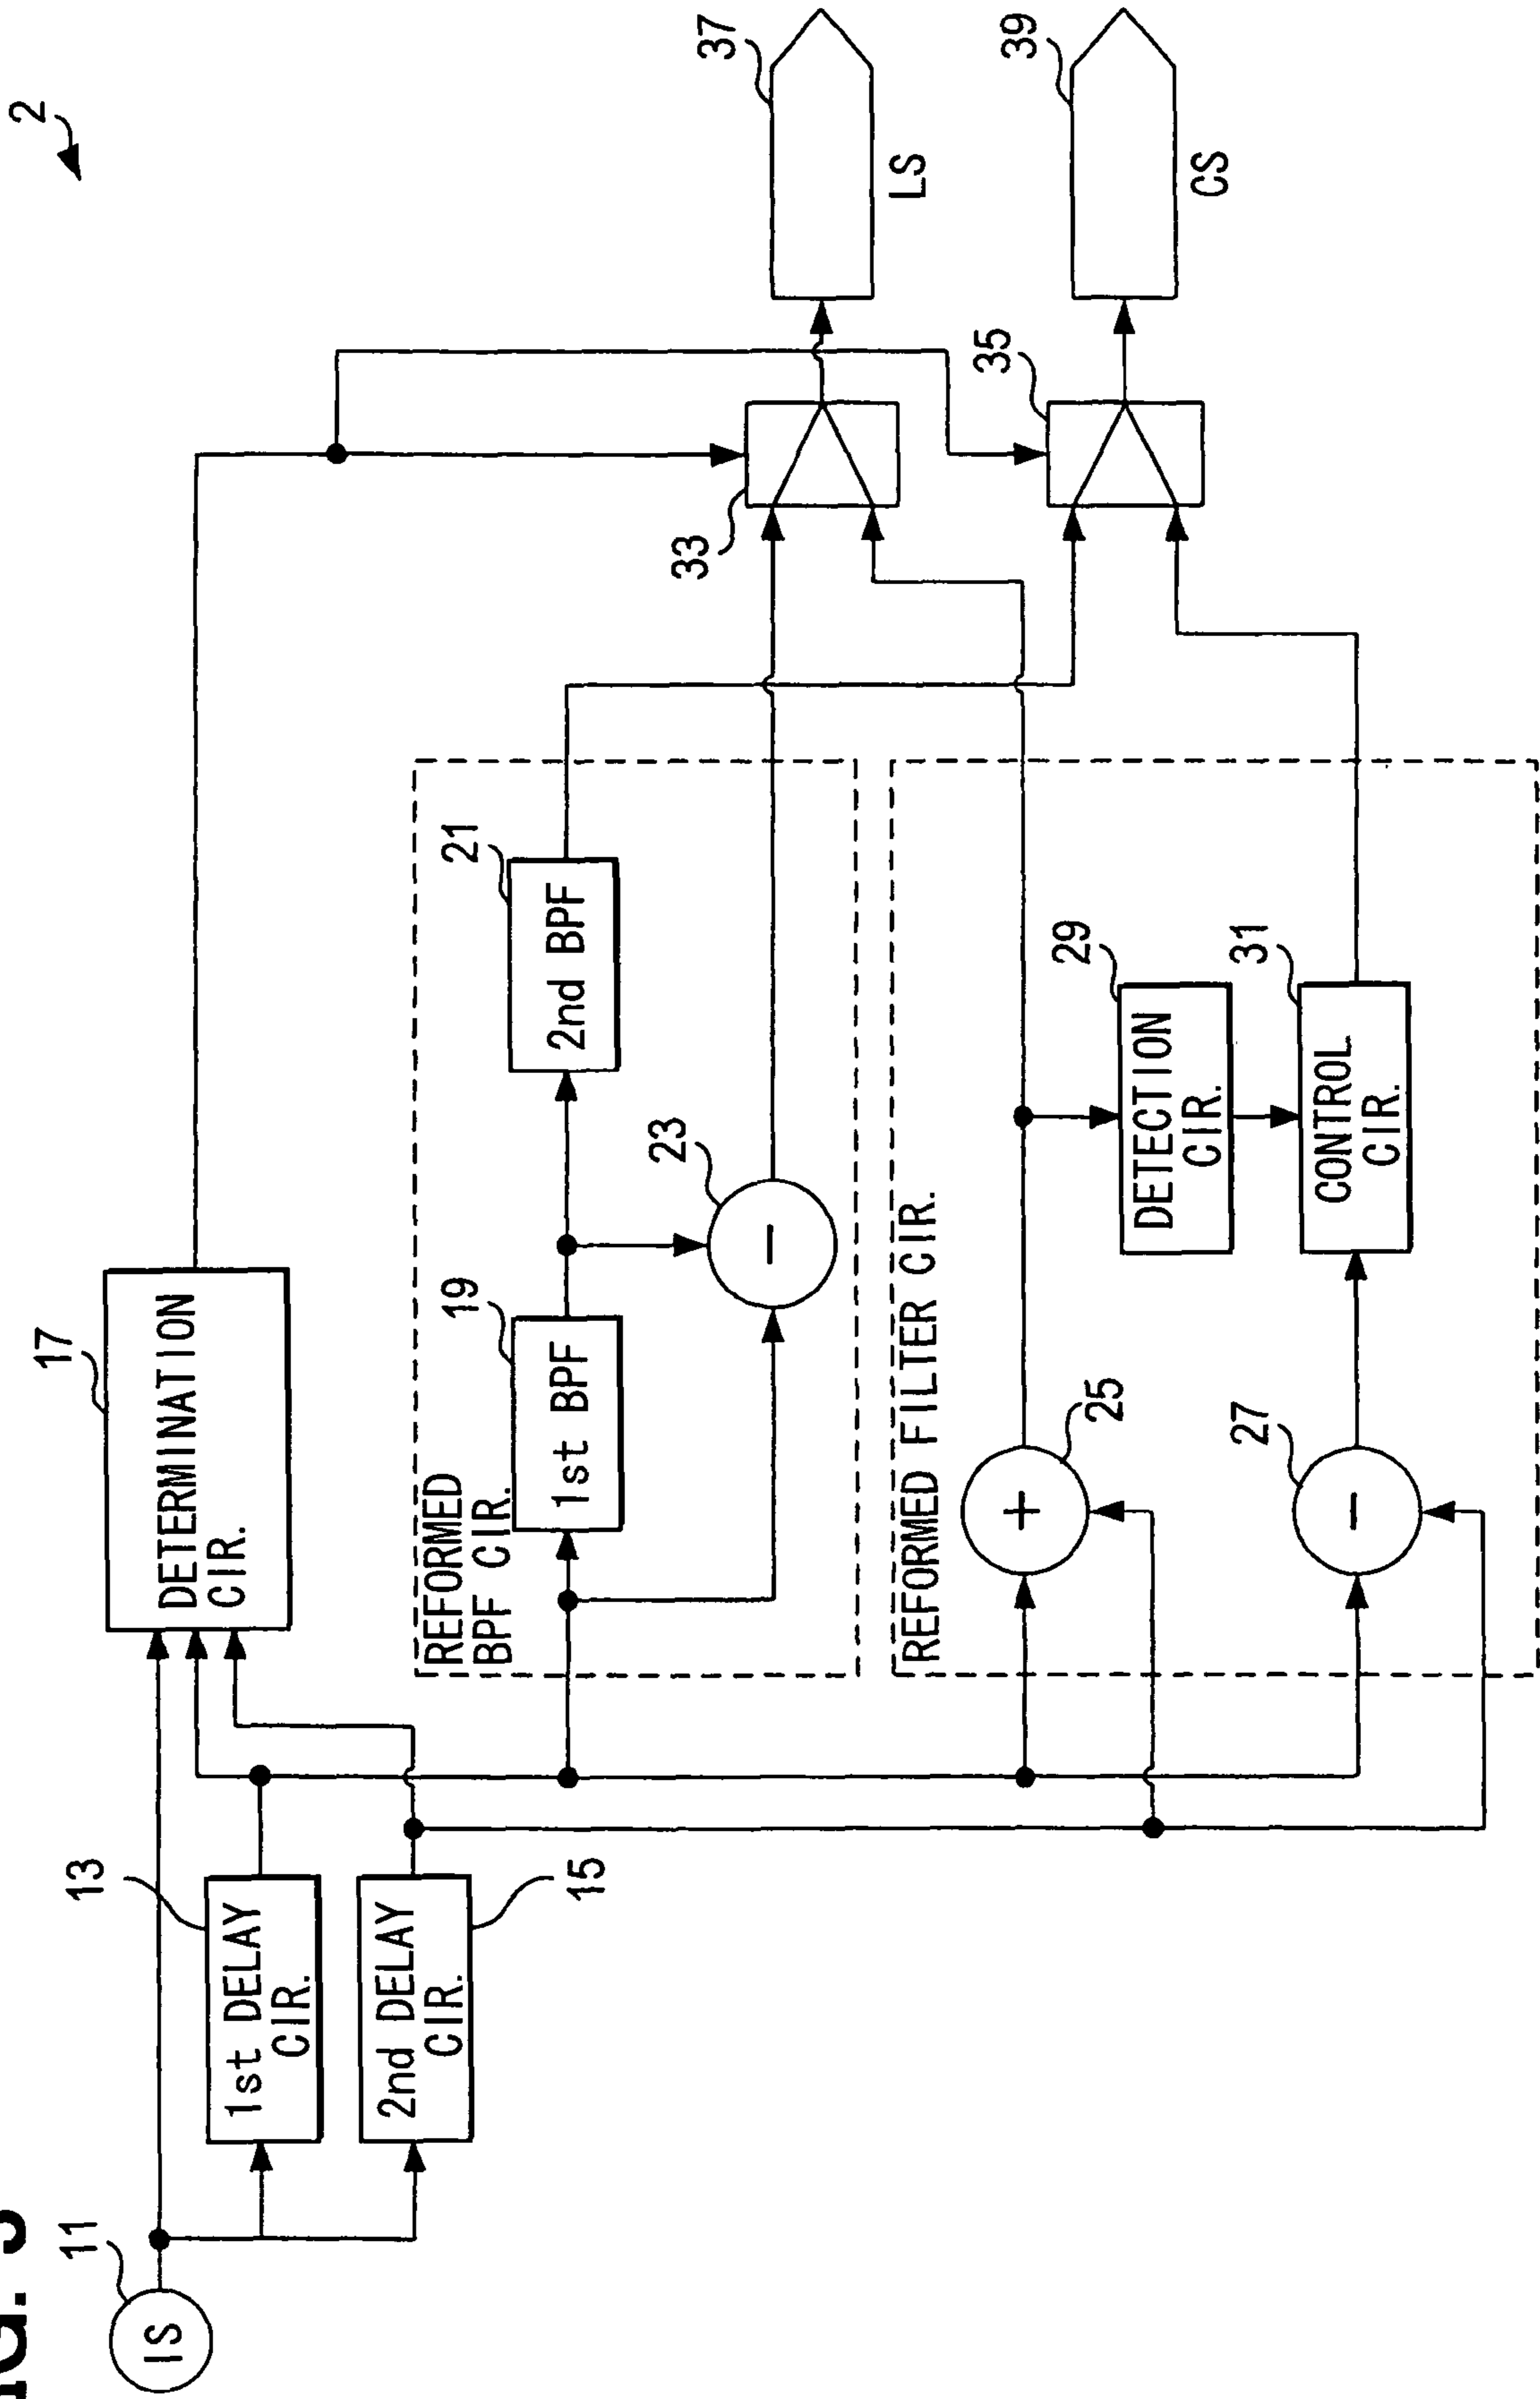 2
11
IS
13
1st DELAY
CIR.
2nd DELAY
CIR.
15
17
DETERMINATION
CIR.
REFORMED
BPF CIR.
19
1st BPF
21
2nd BPF
23
−
REFORMED FILTER CIR.
+
25
27
−
29
DETECTION
CIR.
31
CONTROL
CIR.
33
35
37
LS
39
CS